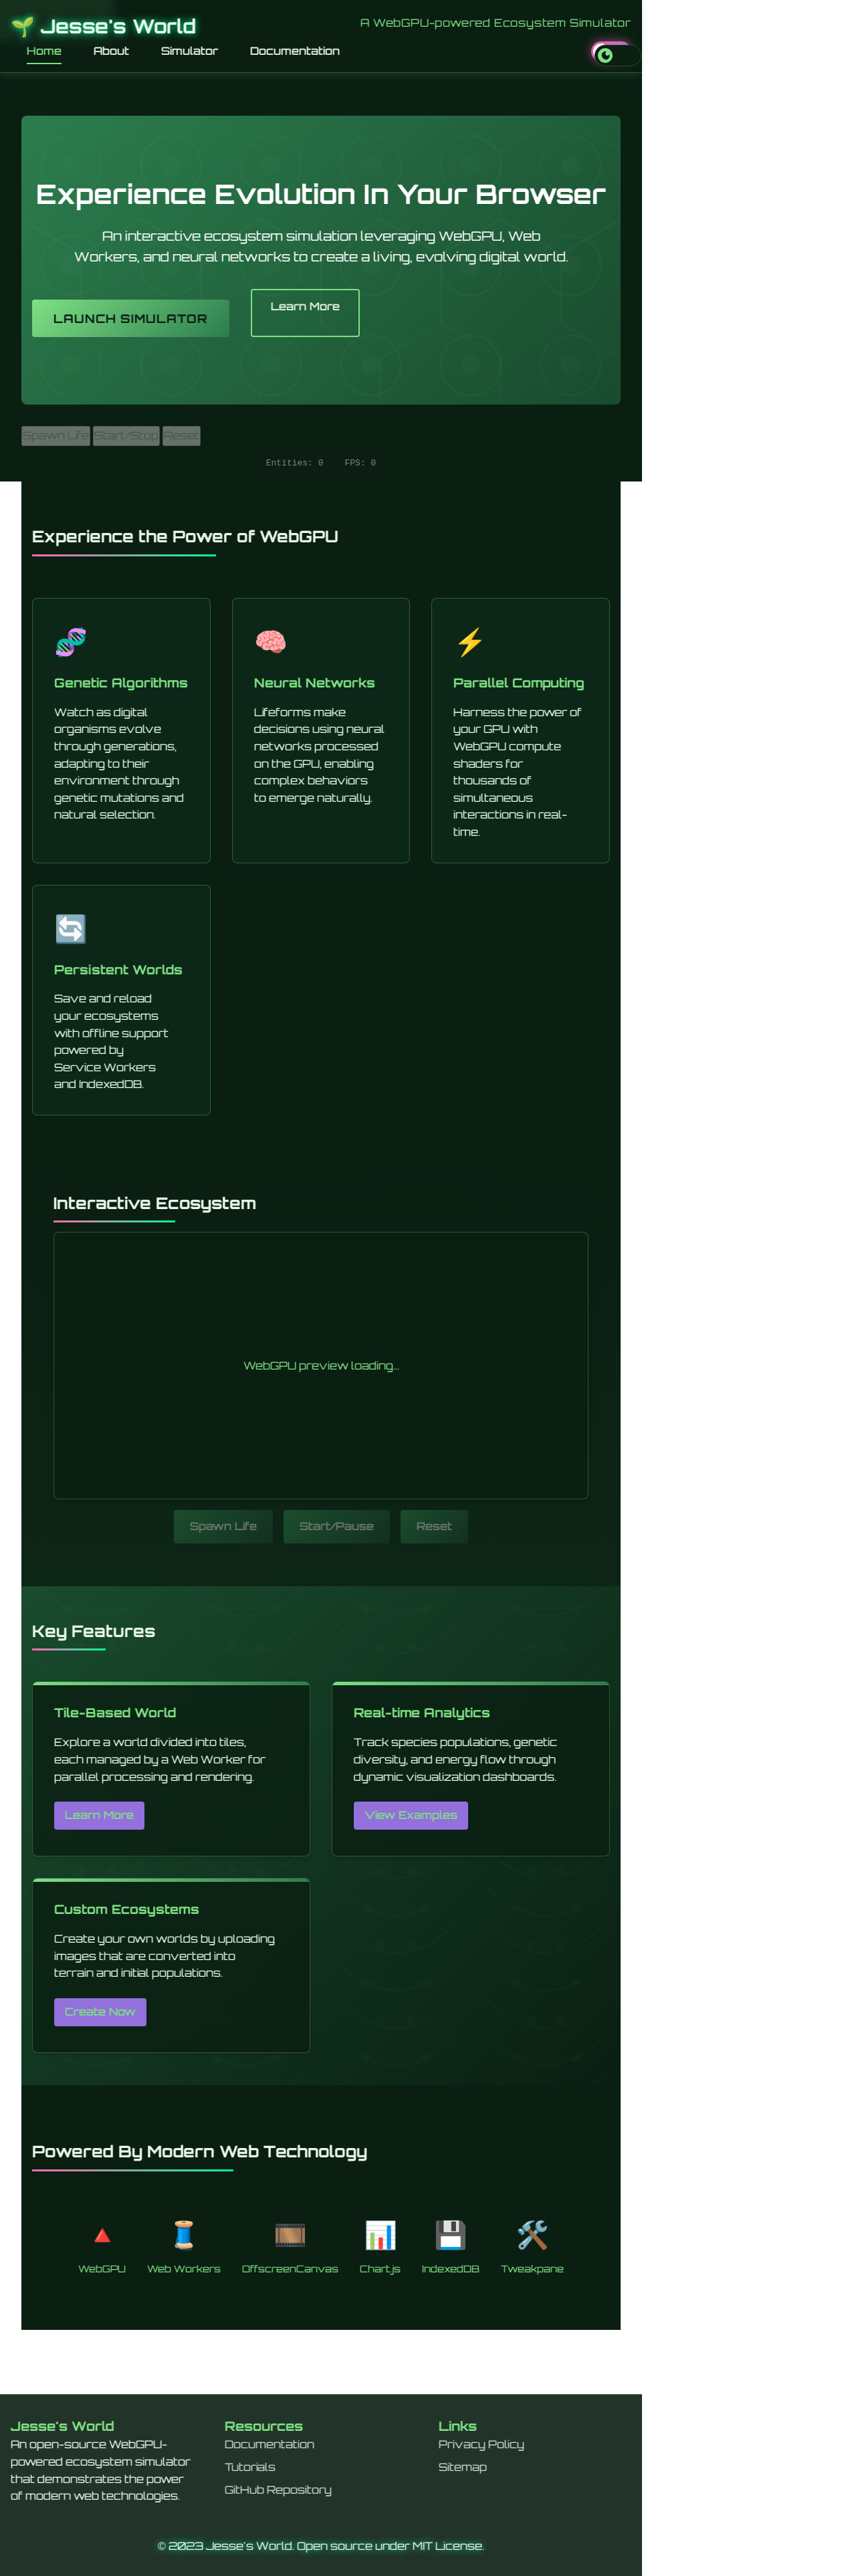 🌱 Jesse's World
A WebGPU-powered Ecosystem Simulator
Home About Simulator Documentation
Experience Evolution In Your Browser
An interactive ecosystem simulation leveraging WebGPU, Web
Workers, and neural networks to create a living, evolving digital world.
LAUNCH SIMULATOR
Learn More
Spawn Life Start/Stop Reset
Entities: 0 FPS: 0
Experience the Power of WebGPU
Genetic Algorithms
Watch as digital
organisms evolve
through generations,
adapting to their
environment through
genetic mutations and
natural selection.
Neural Networks
Lifeforms make
decisions using neural
networks processed
on the GPU, enabling
complex behaviors
to emerge naturally.
Parallel Computing
Harness the power of
your GPU with
WebGPU compute
shaders for
thousands of
simultaneous
interactions in real-
time.
Persistent Worlds
Save and reload
your ecosystems
with offline support
powered by
Service Workers
and IndexedDB.
Interactive Ecosystem
WebGPU preview loading...
Spawn Life Start/Pause Reset
Key Features
Tile-Based World
Explore a world divided into tiles,
each managed by a Web Worker for
parallel processing and rendering.
Learn More
Real-time Analytics
Track species populations, genetic
diversity, and energy flow through
dynamic visualization dashboards.
View Examples
Custom Ecosystems
Create your own worlds by uploading
images that are converted into
terrain and initial populations.
Create Now
Powered By Modern Web Technology
WebGPU Web Workers OffscreenCanvas Chart.js IndexedDB Tweakpane
Jesse's World
An open-source WebGPU-
powered ecosystem simulator
that demonstrates the power
of modern web technologies.
Resources
Documentation
Tutorials
GitHub Repository
Links
Privacy Policy
Sitemap
© 2023 Jesse's World. Open source under MIT License.